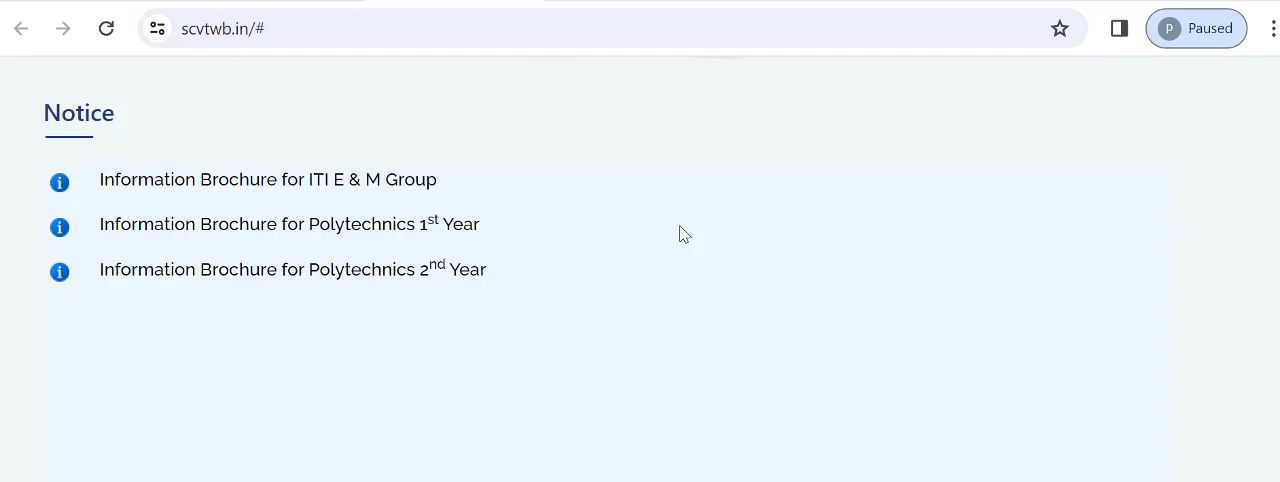 scvtwb.in/#
P
Paused
Notice
Information Brochure for ITI E & M Group
Information Brochure for Polytechnics 1st Year
Information Brochure for Polytechnics 2nd Year